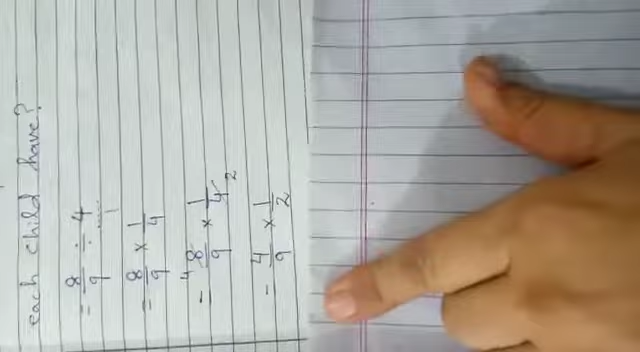 each child have?
= 8/9 ÷ 4
= 8/9 × 1/4
= 8/9 × 1/4 4 2
= 4/9 × 1/2